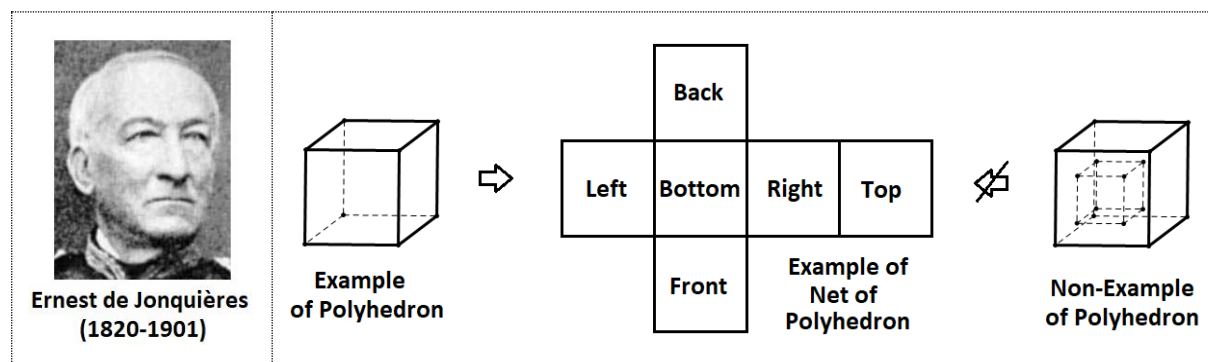 Ernest de Jonquières
(1820-1901)
Example
of Polyhedron
Back
Left
Bottom
Right
Top
Front
Example of
Net of
Polyhedron
Non-Example
of Polyhedron